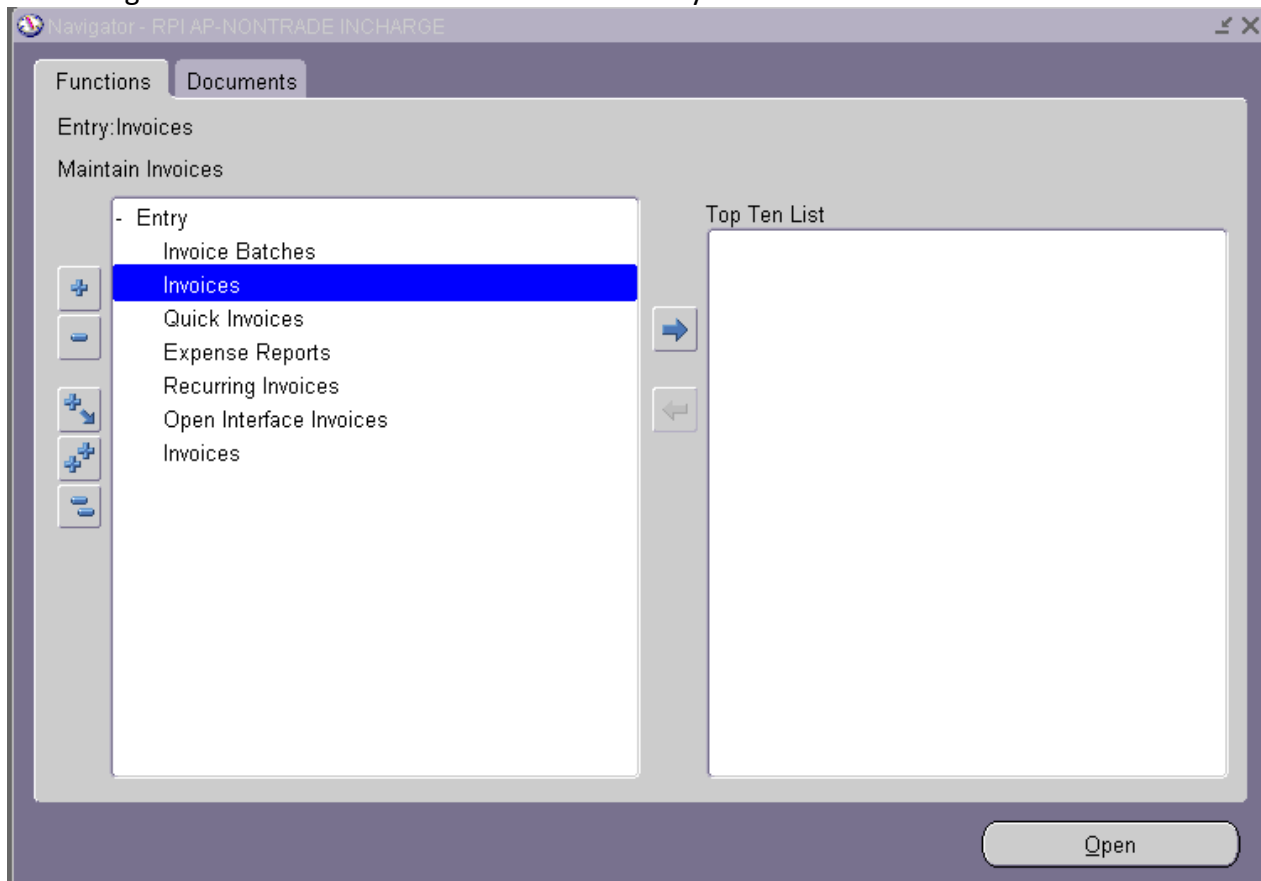 Navigator - RPI AP-NONTRADE INCHARGE
Functions
Documents
Entry:Invoices
Maintain Invoices
- Entry
Invoice Batches
Invoices
Quick Invoices
Expense Reports
Recurring Invoices
Open Interface Invoices
Invoices
Top Ten List
Open